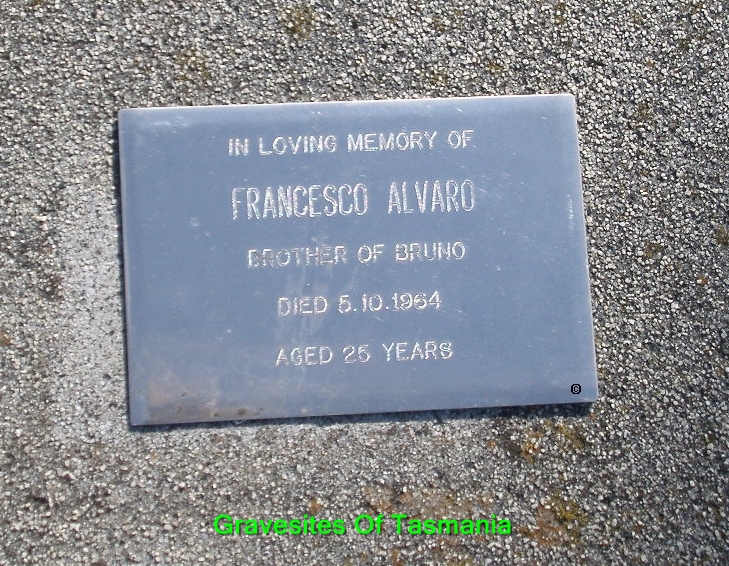 IN LOVING MEMORY OF
FRANCESCO ALVARO
BROTHER OF BRUNO
DIED 5.10.1964
AGED 25 YEARS
©
Gravesites Of Tasmania